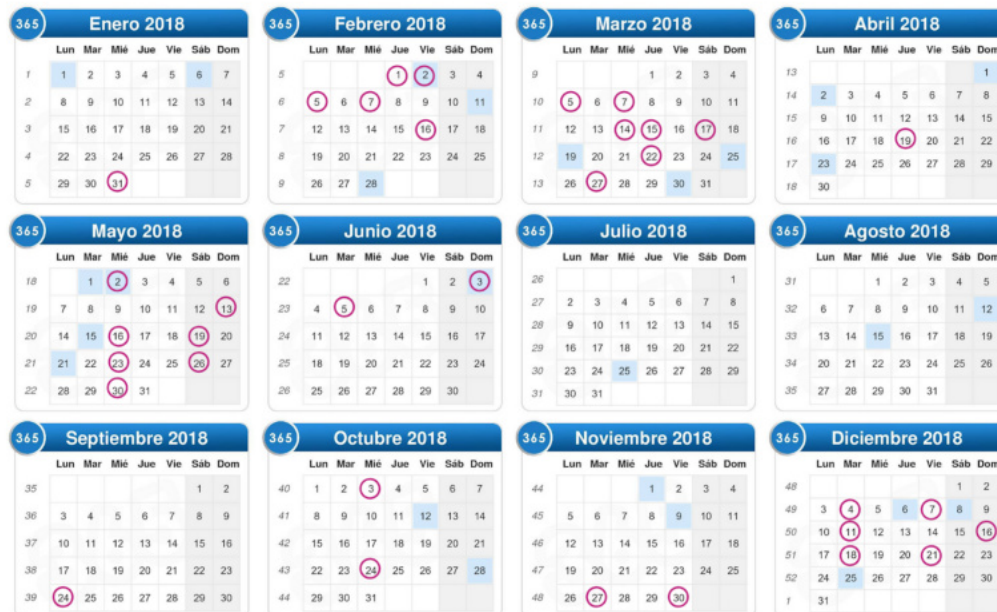 365 Enero 2018
Lun Mar Mié Jue Vie Sáb Dom
1 1 2 3 4 5 6 7
2 8 9 10 11 12 13 14
3 15 16 17 18 19 20 21
4 22 23 24 25 26 27 28
5 29 30 31
365 Febrero 2018
Lun Mar Mié Jue Vie Sáb Dom
5 1 2 3 4
6 5 6 7 8 9 10 11
7 12 13 14 15 16 17 18
8 19 20 21 22 23 24 25
9 26 27 28
365 Marzo 2018
Lun Mar Mié Jue Vie Sáb Dom
9 1 2 3 4
10 5 6 7 8 9 10 11
11 12 13 14 15 16 17 18
12 19 20 21 22 23 24 25
13 26 27 28 29 30 31
365 Abril 2018
Lun Mar Mié Jue Vie Sáb Dom
13 1
14 2 3 4 5 6 7 8
15 9 10 11 12 13 14 15
16 16 17 18 19 20 21 22
17 23 24 25 26 27 28 29
18 30
365 Mayo 2018
Lun Mar Mié Jue Vie Sáb Dom
18 1 2 3 4 5 6
19 7 8 9 10 11 12 13
20 14 15 16 17 18 19 20
21 21 22 23 24 25 26 27
22 28 29 30 31
365 Junio 2018
Lun Mar Mié Jue Vie Sáb Dom
22 1 2 3
23 4 5 6 7 8 9 10
24 11 12 13 14 15 16 17
25 18 19 20 21 22 23 24
26 25 26 27 28 29 30
365 Julio 2018
Lun Mar Mié Jue Vie Sáb Dom
26 1
27 2 3 4 5 6 7 8
28 9 10 11 12 13 14 15
29 16 17 18 19 20 21 22
30 23 24 25 26 27 28 29
31 30 31
365 Agosto 2018
Lun Mar Mié Jue Vie Sáb Dom
31 1 2 3 4 5
32 6 7 8 9 10 11 12
33 13 14 15 16 17 18 19
34 20 21 22 23 24 25 26
35 27 28 29 30 31
365 Septiembre 2018
Lun Mar Mié Jue Vie Sáb Dom
35 1 2
36 3 4 5 6 7 8 9
37 10 11 12 13 14 15 16
38 17 18 19 20 21 22 23
39 24 25 26 27 28 29 30
365 Octubre 2018
Lun Mar Mié Jue Vie Sáb Dom
40 1 2 3 4 5 6 7
41 8 9 10 11 12 13 14
42 15 16 17 18 19 20 21
43 22 23 24 25 26 27 28
44 29 30 31
365 Noviembre 2018
Lun Mar Mié Jue Vie Sáb Dom
44 1 2 3 4
45 5 6 7 8 9 10 11
46 12 13 14 15 16 17 18
47 19 20 21 22 23 24 25
48 26 27 28 29 30
365 Diciembre 2018
Lun Mar Mié Jue Vie Sáb Dom
48 1 2
49 3 4 5 6 7 8 9
50 10 11 12 13 14 15 16
51 17 18 19 20 21 22 23
52 24 25 26 27 28 29 30
1 31